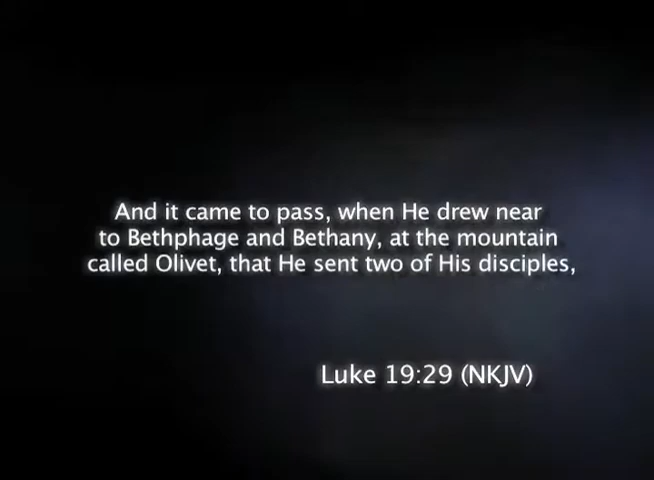 And it came to pass, when He drew near
to Bethphage and Bethany, at the mountain
called Olivet, that He sent two of His disciples,
Luke 19:29 (NKJV)